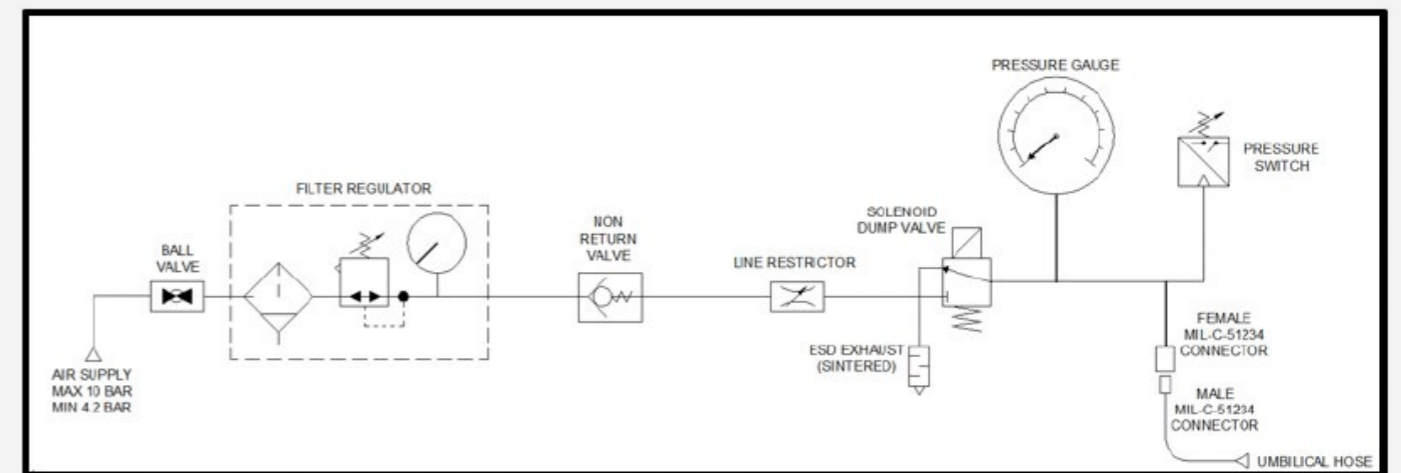 PRESSURE GAUGE
PRESSURE
SWITCH
FILTER REGULATOR
SOLENOID
DUMP VALVE
NON
RETURN
VALVE
BALL
VALVE
LINE RESTRICTOR
FEMALE
MIL-C-51234
CONNECTOR
ESD EXHAUST
(SINTERED)
AIR SUPPLY
MAX 10 BAR
MIN 4.2 BAR
MALE
MIL-C-51234
CONNECTOR
UMBILICAL HOSE